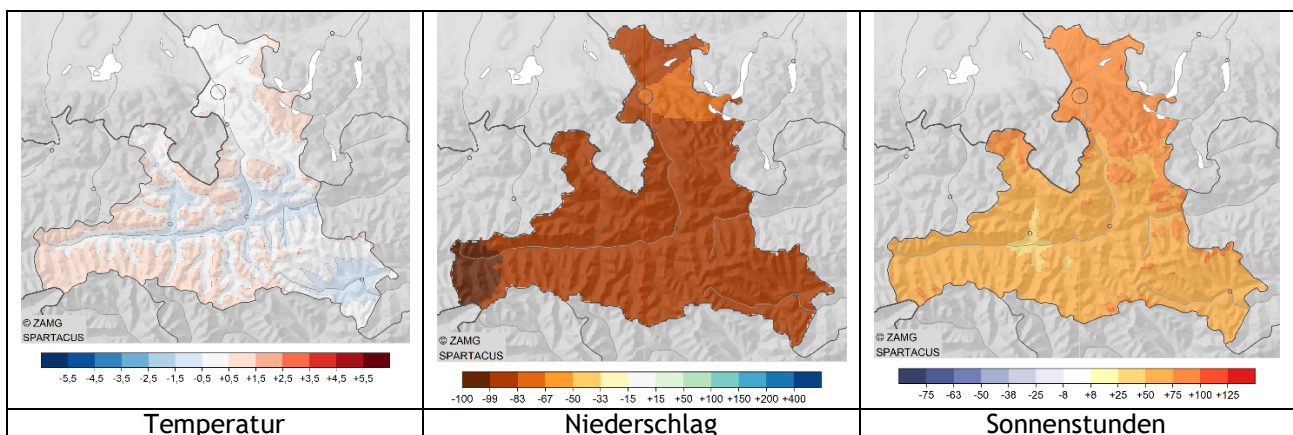 © ZAMG
SPARTACUS
-5,5 -4,5 -3,5 -2,5 -1,5 -0,5 +0,5 +1,5 +2,5 +3,5 +4,5 +5,5
Temperatur
© ZAMG
SPARTACUS
-100 -99 -83 -67 -50 -33 -15 +15 +50 +100 +150 +200 +400
Niederschlag
© ZAMG
SPARTACUS
-75 -63 -50 -38 -25 -8 +8 +25 +50 +75 +100 +125
Sonnenstunden